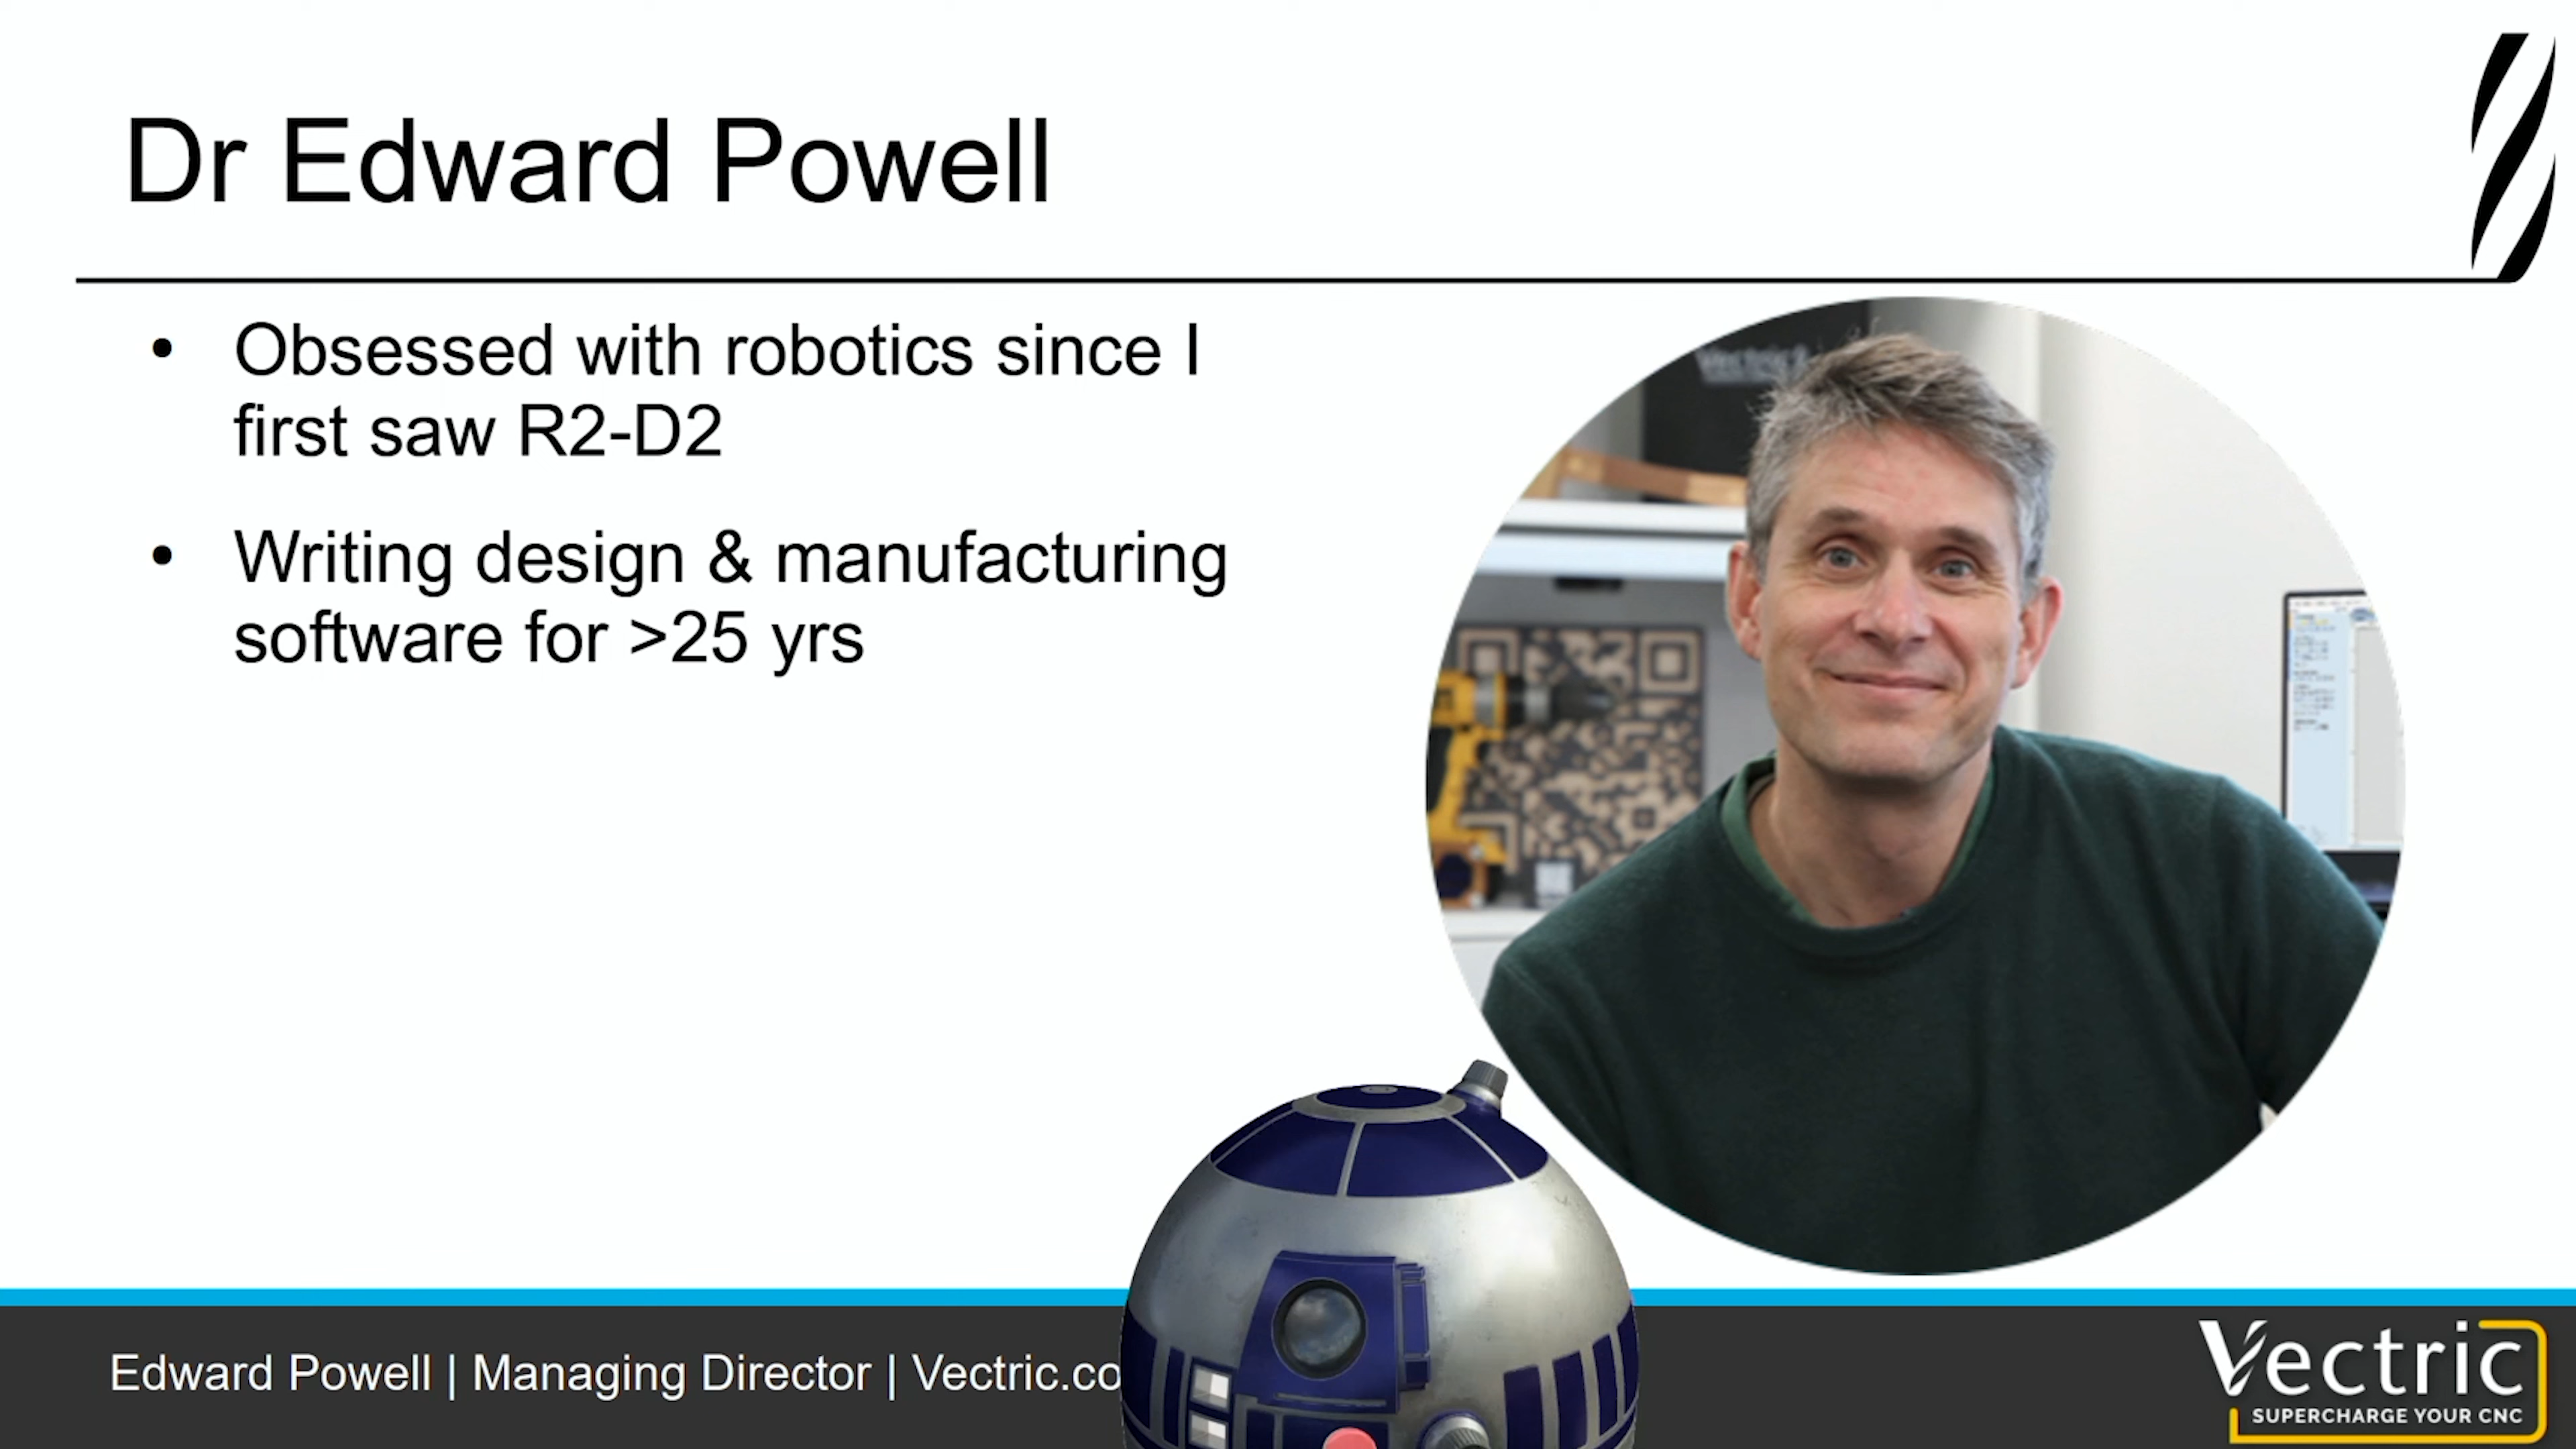 Dr Edward Powell
• Obsessed with robotics since I
first saw R2-D2
• Writing design & manufacturing
software for >25 yrs
Edward Powell | Managing Director | Vectric.co
Vectric
SUPERCHARGE YOUR CNC